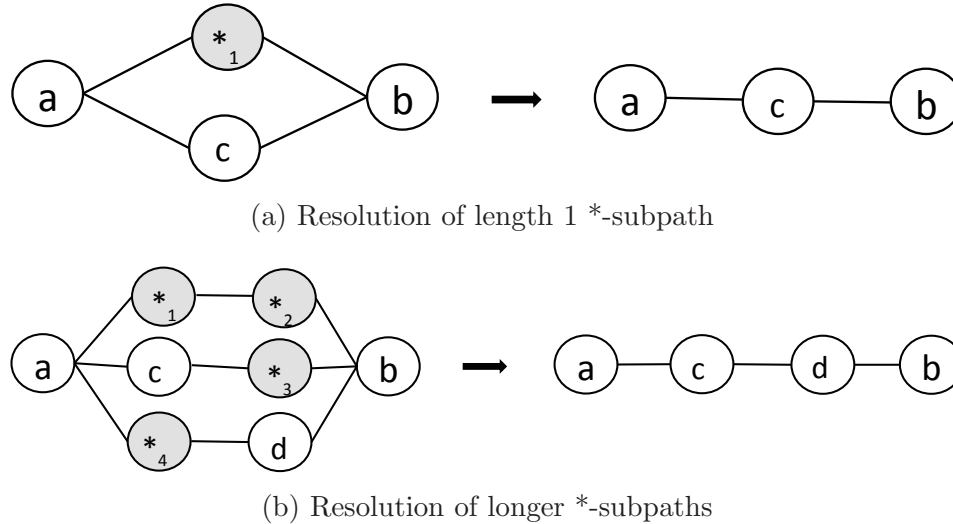 *1
a c b a c b
(a) Resolution of length 1 *-subpath
*1 *2
a c *3 b a c d b
*4 d
(b) Resolution of longer *-subpaths